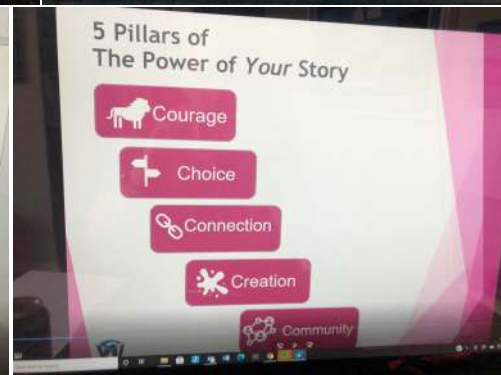 5 Pillars of
The Power of Your Story
Courage
Choice
Connection
Creation
Community